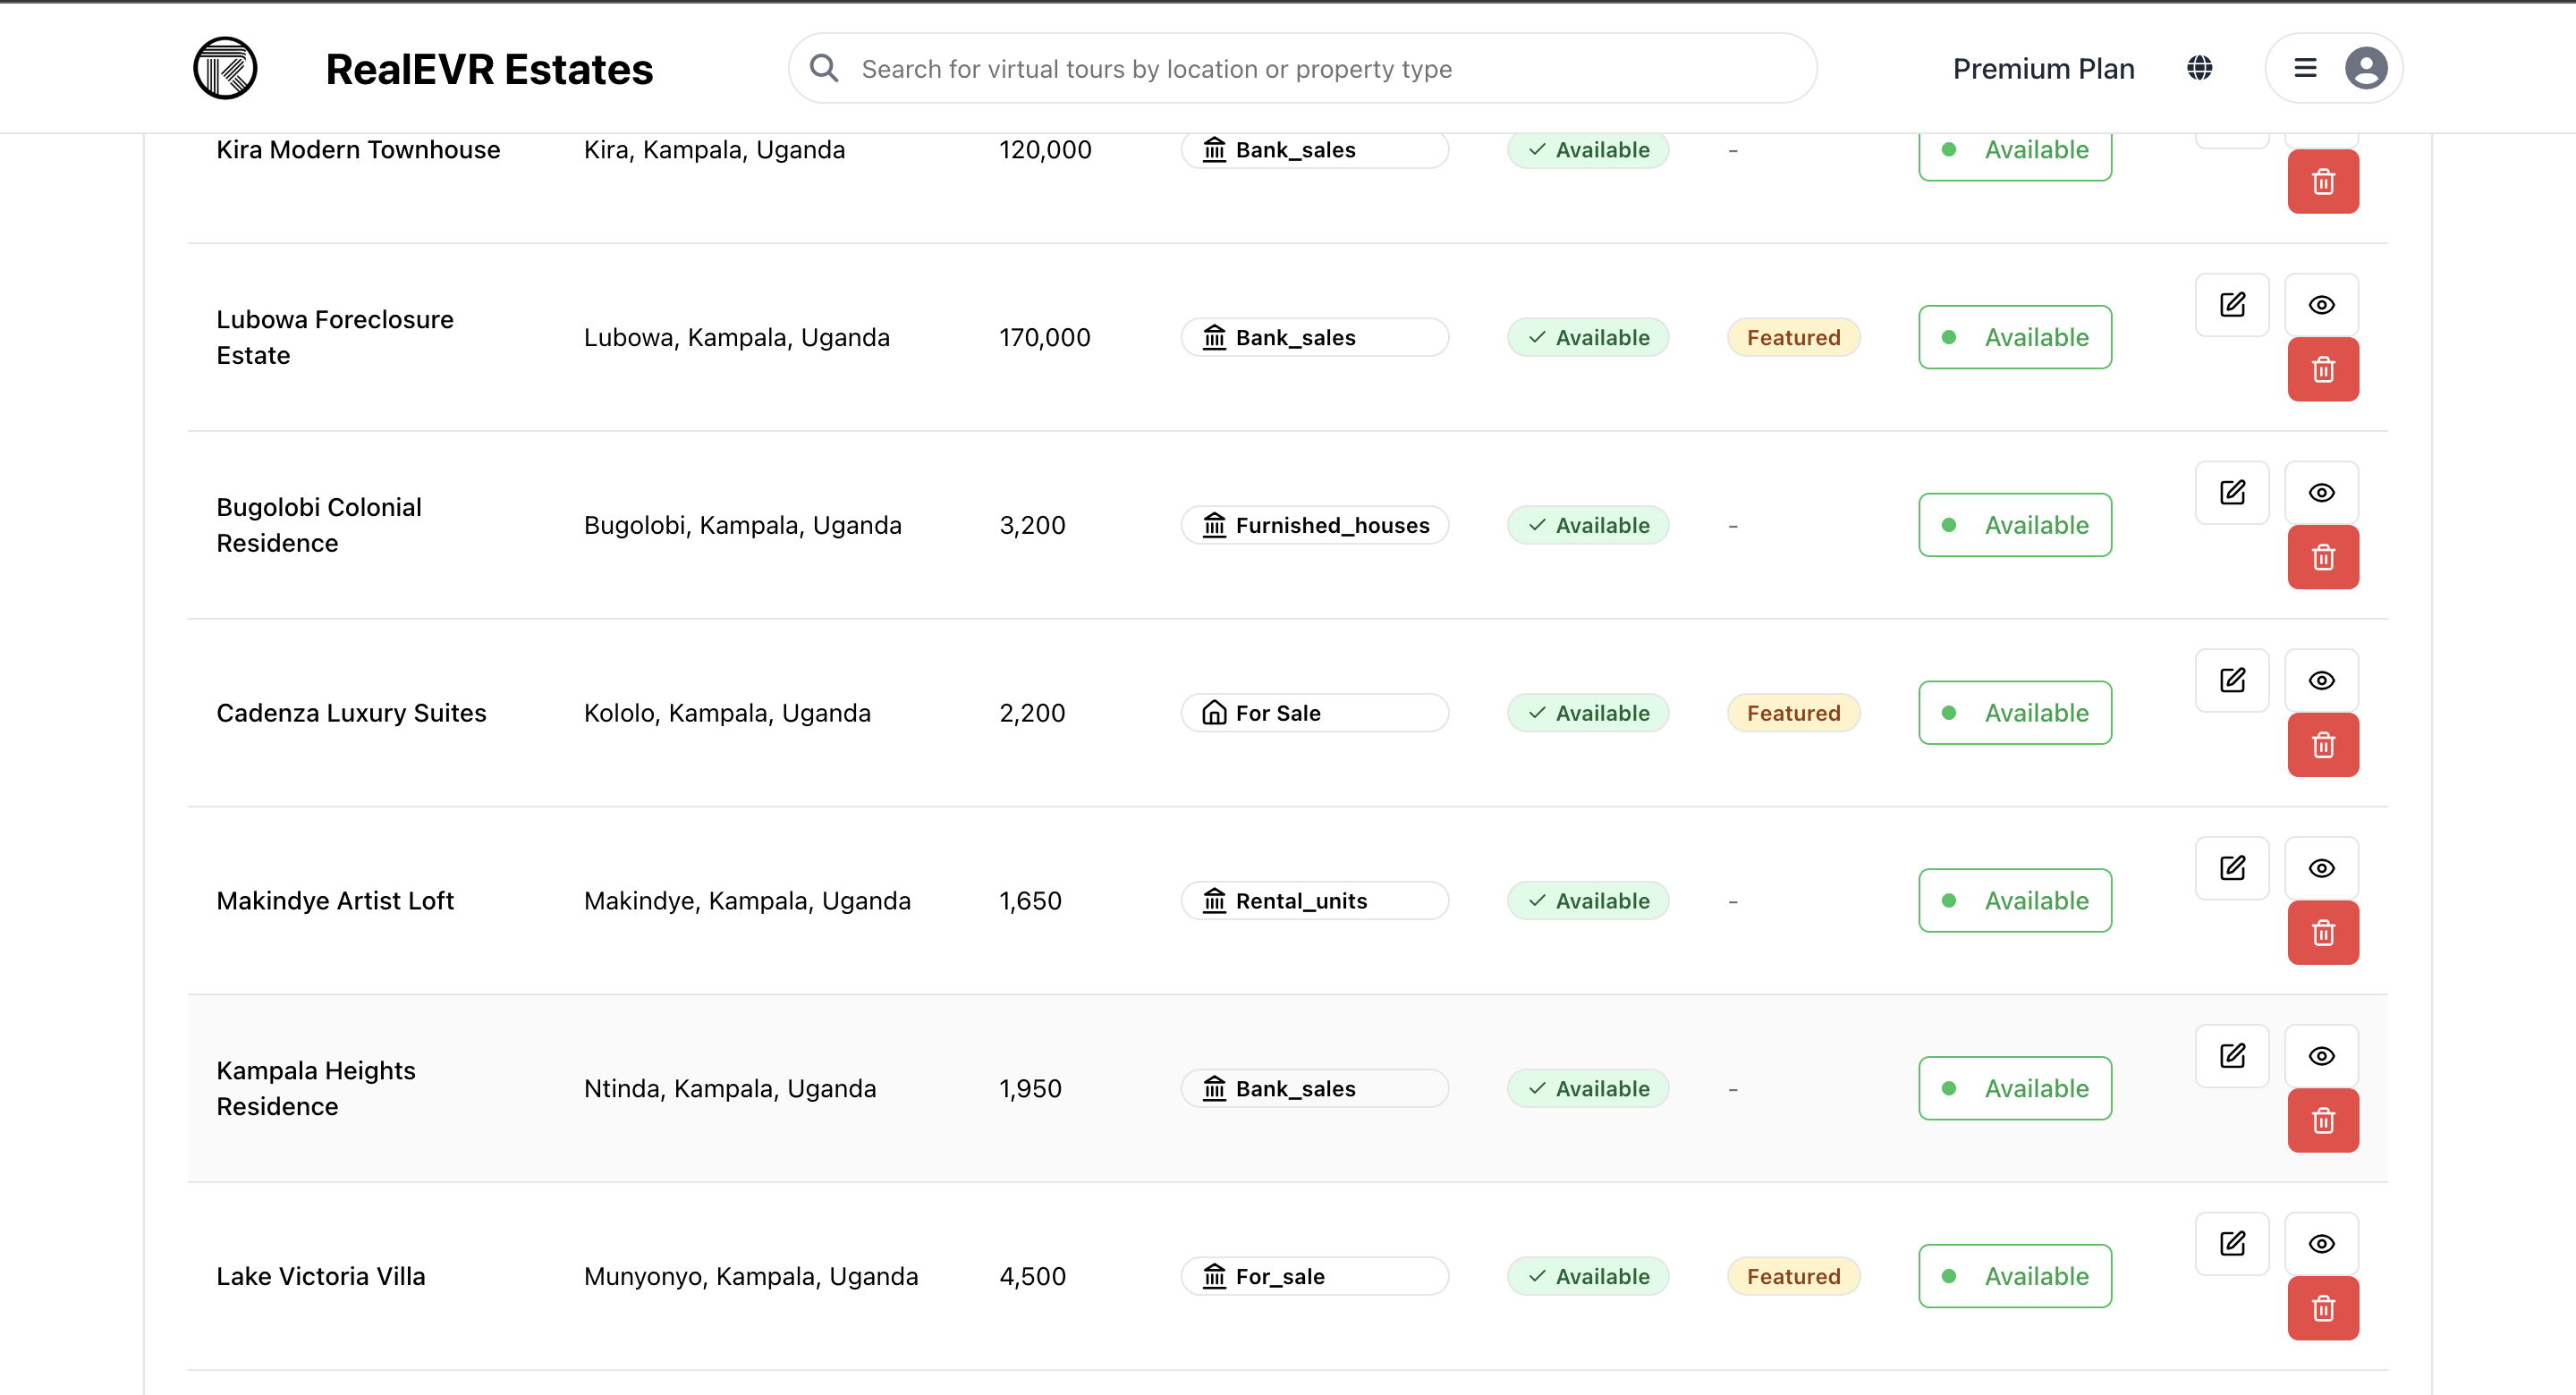 RealEVR Estates
Search for virtual tours by location or property type
Premium Plan
Kira Modern Townhouse Kira, Kampala, Uganda 120,000 Bank_sales Available - Available
Lubowa Foreclosure
Estate
Lubowa, Kampala, Uganda 170,000 Bank_sales Available Featured Available
Bugolobi Colonial
Residence
Bugolobi, Kampala, Uganda 3,200 Furnished_houses Available - Available
Cadenza Luxury Suites Kololo, Kampala, Uganda 2,200 For Sale Available Featured Available
Makindye Artist Loft Makindye, Kampala, Uganda 1,650 Rental_units Available - Available
Kampala Heights
Residence
Ntinda, Kampala, Uganda 1,950 Bank_sales Available - Available
Lake Victoria Villa Munyonyo, Kampala, Uganda 4,500 For_sale Available Featured Available